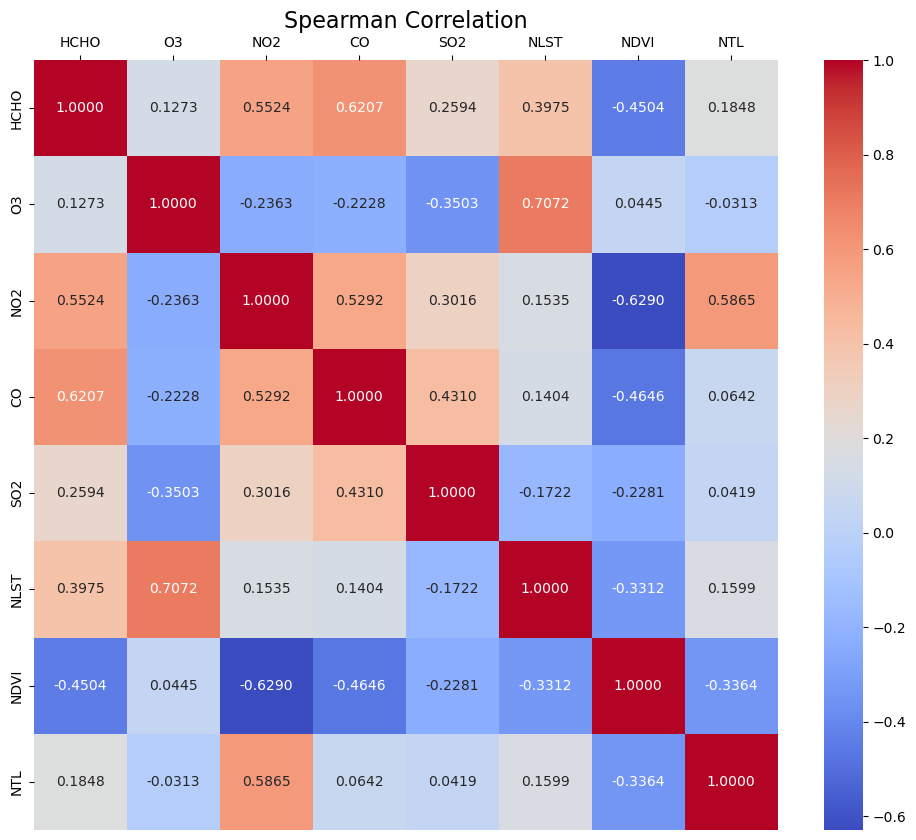 Spearman Correlation
HCHO O3 NO2 CO SO2 NLST NDVI NTL
HCHO 1.0000 0.1273 0.5524 0.6207 0.2594 0.3975 -0.4504 0.1848
O3 0.1273 1.0000 -0.2363 -0.2228 -0.3503 0.7072 0.0445 -0.0313
NO2 0.5524 -0.2363 1.0000 0.5292 0.3016 0.1535 -0.6290 0.5865
CO 0.6207 -0.2228 0.5292 1.0000 0.4310 0.1404 -0.4646 0.0642
SO2 0.2594 -0.3503 0.3016 0.4310 1.0000 -0.1722 -0.2281 0.0419
NLST 0.3975 0.7072 0.1535 0.1404 -0.1722 1.0000 -0.3312 0.1599
NDVI -0.4504 0.0445 -0.6290 -0.4646 -0.2281 -0.3312 1.0000 -0.3364
NTL 0.1848 -0.0313 0.5865 0.0642 0.0419 0.1599 -0.3364 1.0000
1.0
0.8
0.6
0.4
0.2
0.0
−0.2
−0.4
−0.6